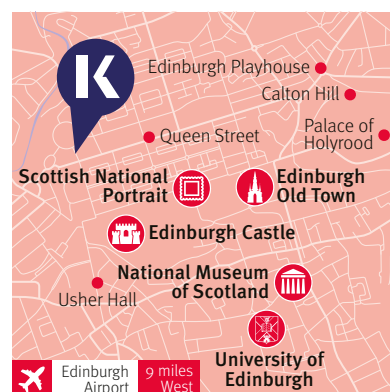 K
Edinburgh Playhouse
Calton Hill
Queen Street
Palace of
Holyrood
Scottish National
Portrait
Edinburgh
Old Town
Edinburgh Castle
National Museum
of Scotland
Usher Hall
University of
Edinburgh
Edinburgh
Airport
9 miles
West